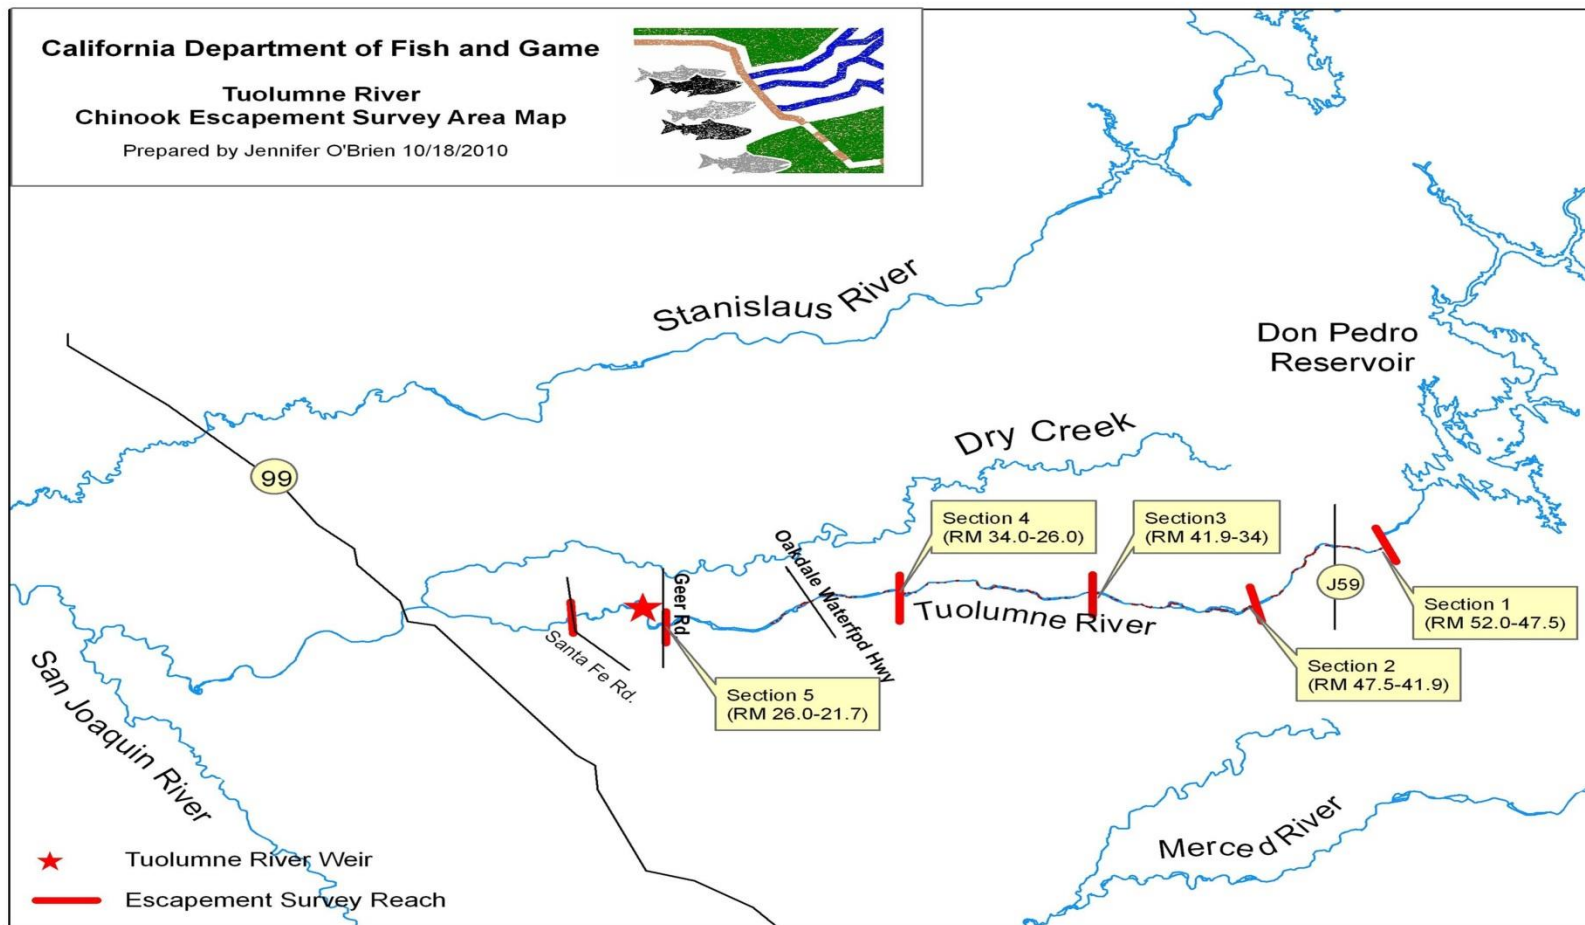 California Department of Fish and Game
Tuolumne River
Chinook Escapement Survey Area Map
Prepared by Jennifer O'Brien 10/18/2010
Stanislaus River
Don Pedro
Reservoir
Dry Creek
99
Oakdale Waterfpd Hwy
Section 4
(RM 34.0-26.0)
Section3
(RM 41.9-34)
J59
Geer Rd
Tuolumne River
Section 1
(RM 52.0-47.5)
Santa Fe Rd.
Section 2
(RM 47.5-41.9)
Section 5
(RM 26.0-21.7)
San Joaquin River
Merced River
Tuolumne River Weir
Escapement Survey Reach